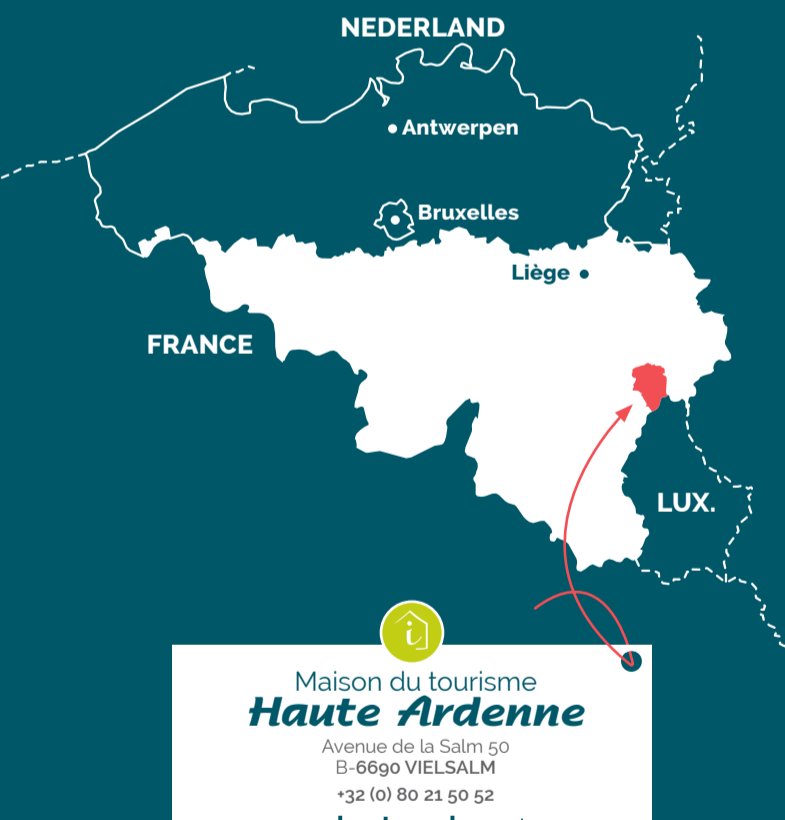 NEDERLAND
Antwerpen
Bruxelles
Liège
FRANCE
LUX.
i
Maison du tourisme
Haute Ardenne
Avenue de la Salm 50
B-6690 VIELSALM
+32 (0) 80 21 50 52